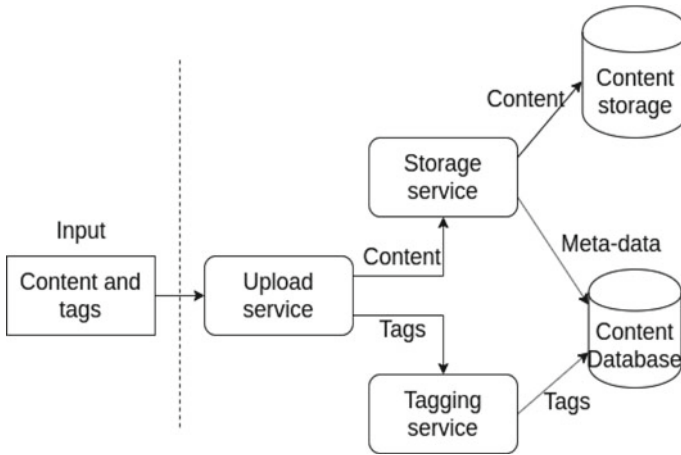 Content
storage
Content
Storage
service
Input
Meta-data
Content
Content and
tags
Upload
service
Content
Database
Tags
Tagging
service
Tags